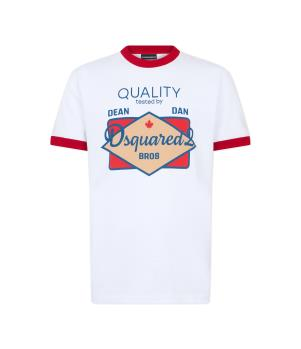 QUALITY
tested by
DEAN DAN
Dsquared2
BROS